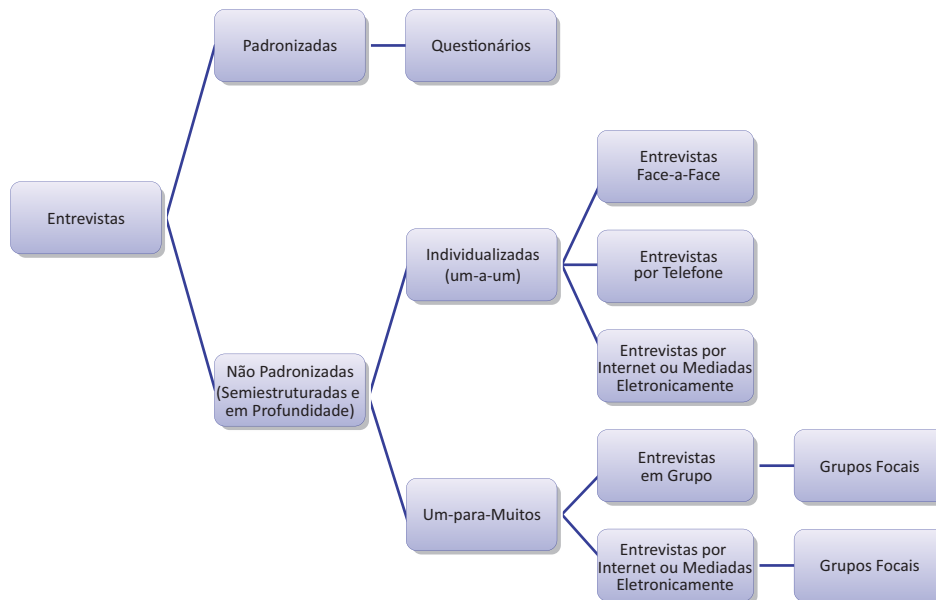 Padronizadas
Questionários
Entrevistas
Face-a-Face
Entrevistas
Individualizadas
(um-a-um)
Entrevistas
por Telefone
Entrevistas por
Internet ou Mediadas
Eletronicamente
Não Padronizadas
(Semiestruturadas e
em Profundidade)
Entrevistas
em Grupo
Grupos Focais
Um-para-Muitos
Entrevistas por
Internet ou Mediadas
Eletronicamente
Grupos Focais